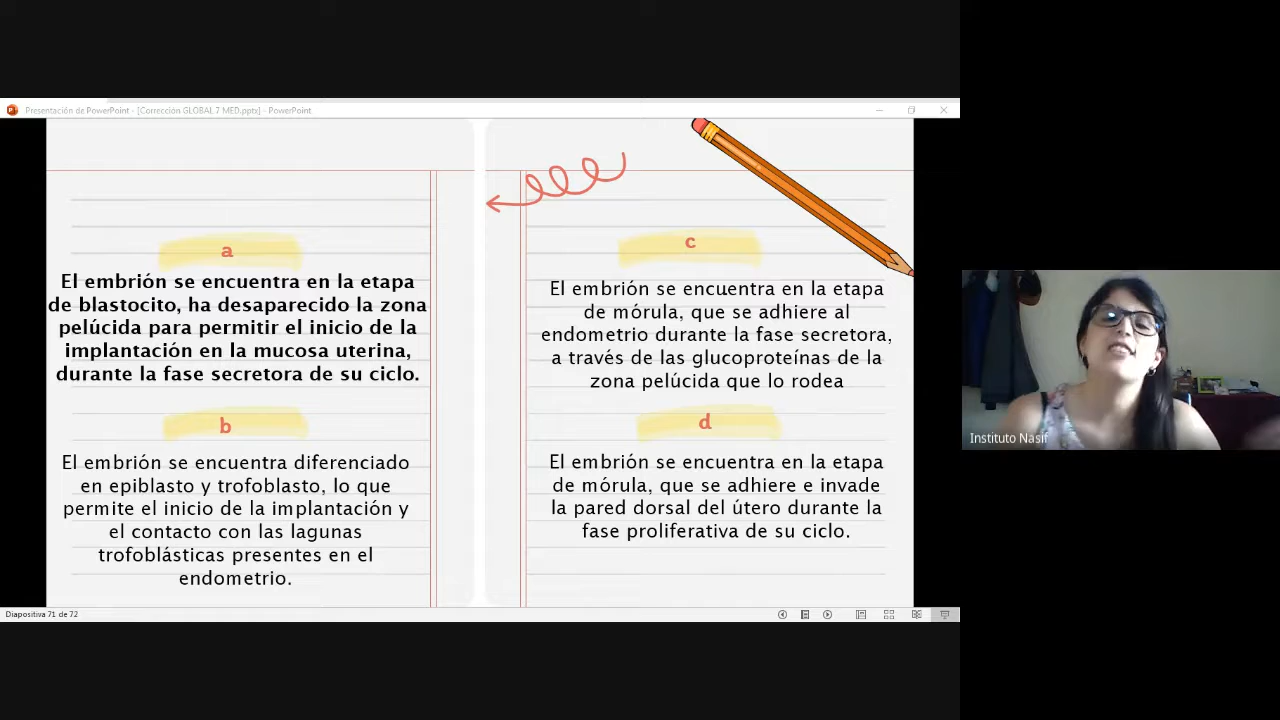 Presentación de PowerPoint - [Corrección GLOBAL 7 MED.pptx] - PowerPoint
a
El embrión se encuentra en la etapa
de blastocito, ha desaparecido la zona
pelúcida para permitir el inicio de la
implantación en la mucosa uterina,
durante la fase secretora de su ciclo.
b
El embrión se encuentra diferenciado
en epiblasto y trofoblasto, lo que
permite el inicio de la implantación y
el contacto con las lagunas
trofoblásticas presentes en el
endometrio.
c
El embrión se encuentra en la etapa
de mórula, que se adhiere al
endometrio durante la fase secretora,
a través de las glucoproteínas de la
zona pelúcida que lo rodea
d
El embrión se encuentra en la etapa
de mórula, que se adhiere e invade
la pared dorsal del útero durante la
fase proliferativa de su ciclo.
Diapositiva 71 de 72
Instituto Nasif